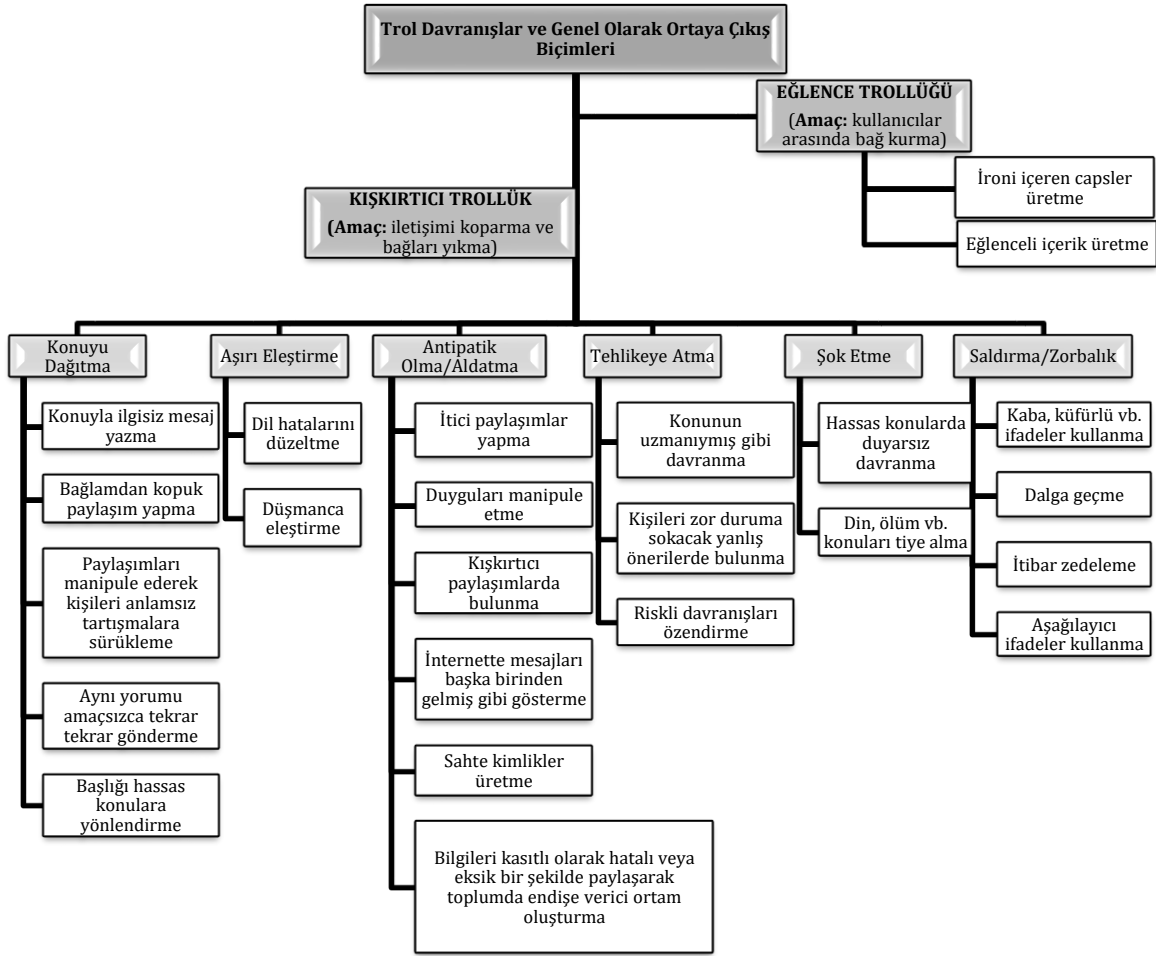 Trol Davranışlar ve Genel Olarak Ortaya Çıkış
Biçimleri
EĞLENCE TROLLÜĞÜ
(Amaç: kullanıcılar
arasında bağ kurma)
İroni içeren capsler
üretme
Eğlenceli içerik üretme
KIŞKIRTICI TROLLÜK
(Amaç: iletişimi koparma ve
bağları yıkma)
Konuyu
Dağıtma
Konuyla ilgisiz mesaj
yazma
Bağlamdan kopuk
paylaşım yapma
Paylaşımları
manipule ederek
kişileri anlamsız
tartışmalara
sürükleme
Aynı yorumu
amaçsızca tekrar
tekrar gönderme
Başlığı hassas
konulara
yönlendirme
Aşırı Eleştirme
Dil hatalarını
düzeltme
Düşmanca
eleştirme
Antipatik
Olma/Aldatma
İtici paylaşımlar
yapma
Duyguları manipule
etme
Kışkırtıcı
paylaşımlarda
bulunma
İnternette mesajları
başka birinden
gelmiş gibi gösterme
Sahte kimlikler
üretme
Bilgileri kasıtlı olarak hatalı veya
eksik bir şekilde paylaşarak
toplumda endişe verici ortam
oluşturma
Tehlikeye Atma
Konunun
uzmanıymış gibi
davranma
Kişileri zor duruma
sokacak yanlış
önerilerde bulunma
Riskli davranışları
özendirme
Şok Etme
Hassas konularda
duyarsız
davranma
Din, ölüm vb.
konuları tiye alma
Saldırma/Zorbalık
Kaba, küfürlü vb.
ifadeler kullanma
Dalga geçme
İtibar zedeleme
Aşağılayıcı
ifadeler kullanma